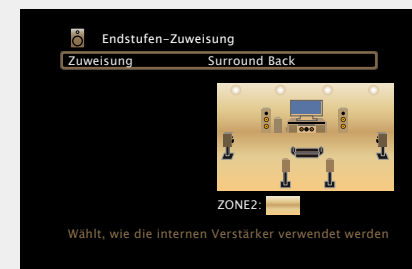 Endstufen-Zuweisung
Zuweisung Surround Back
ZONE2:
Wählt, wie die internen Verstärker verwendet werden